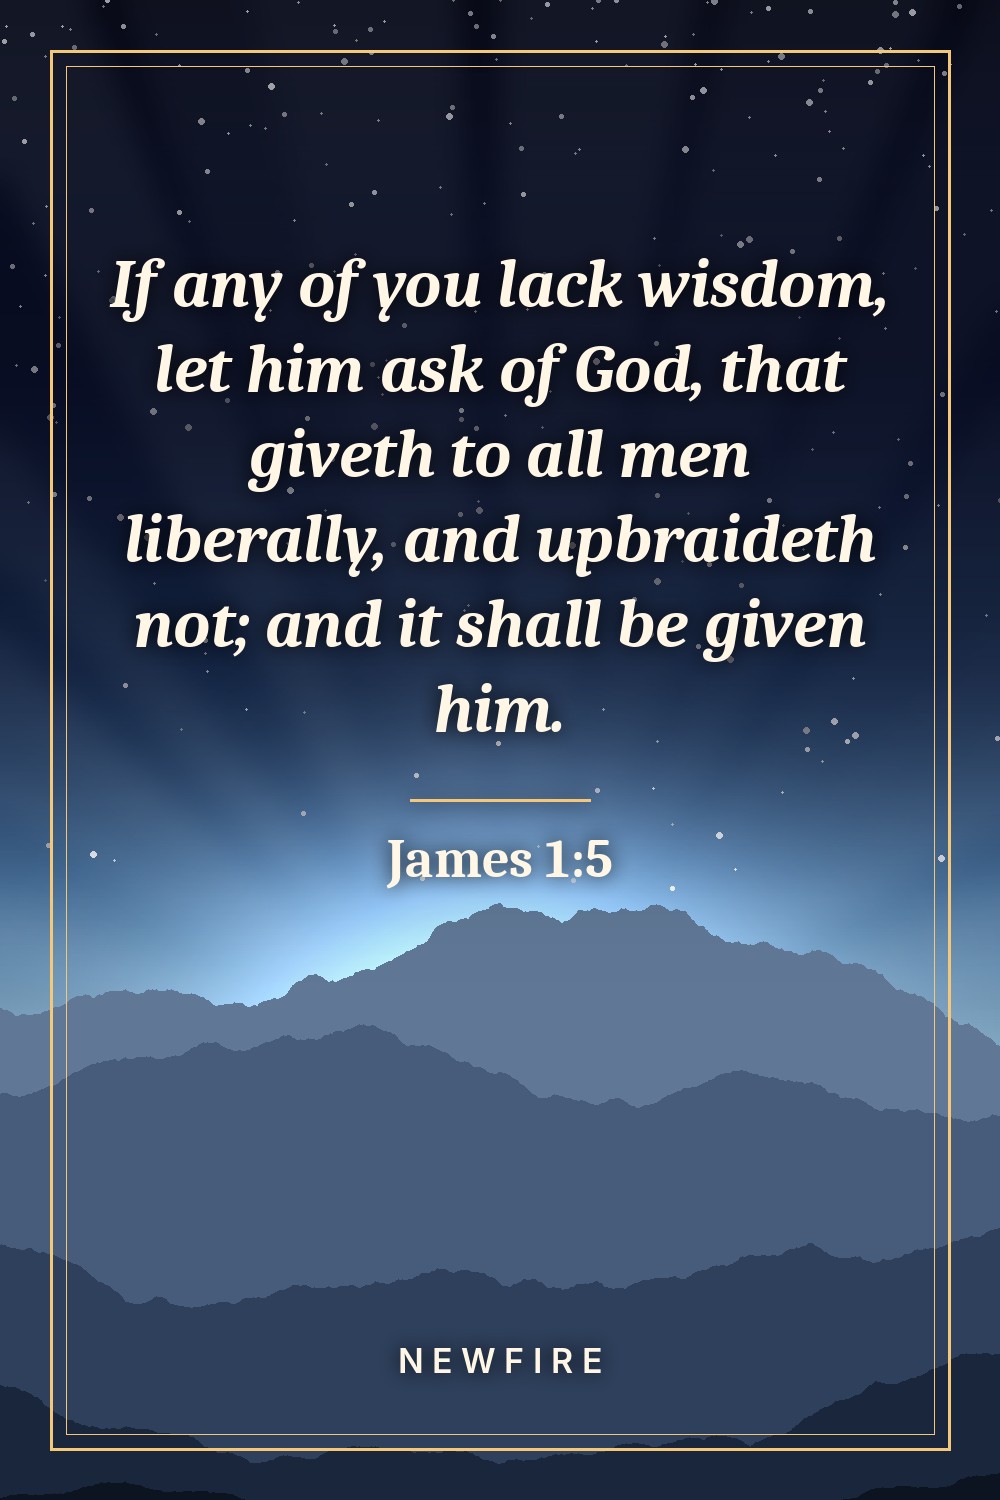 If any of you lack wisdom,
let him ask of God, that
giveth to all men
liberally, and upbraideth
not; and it shall be given
him.
James 1:5
NEWFIRE